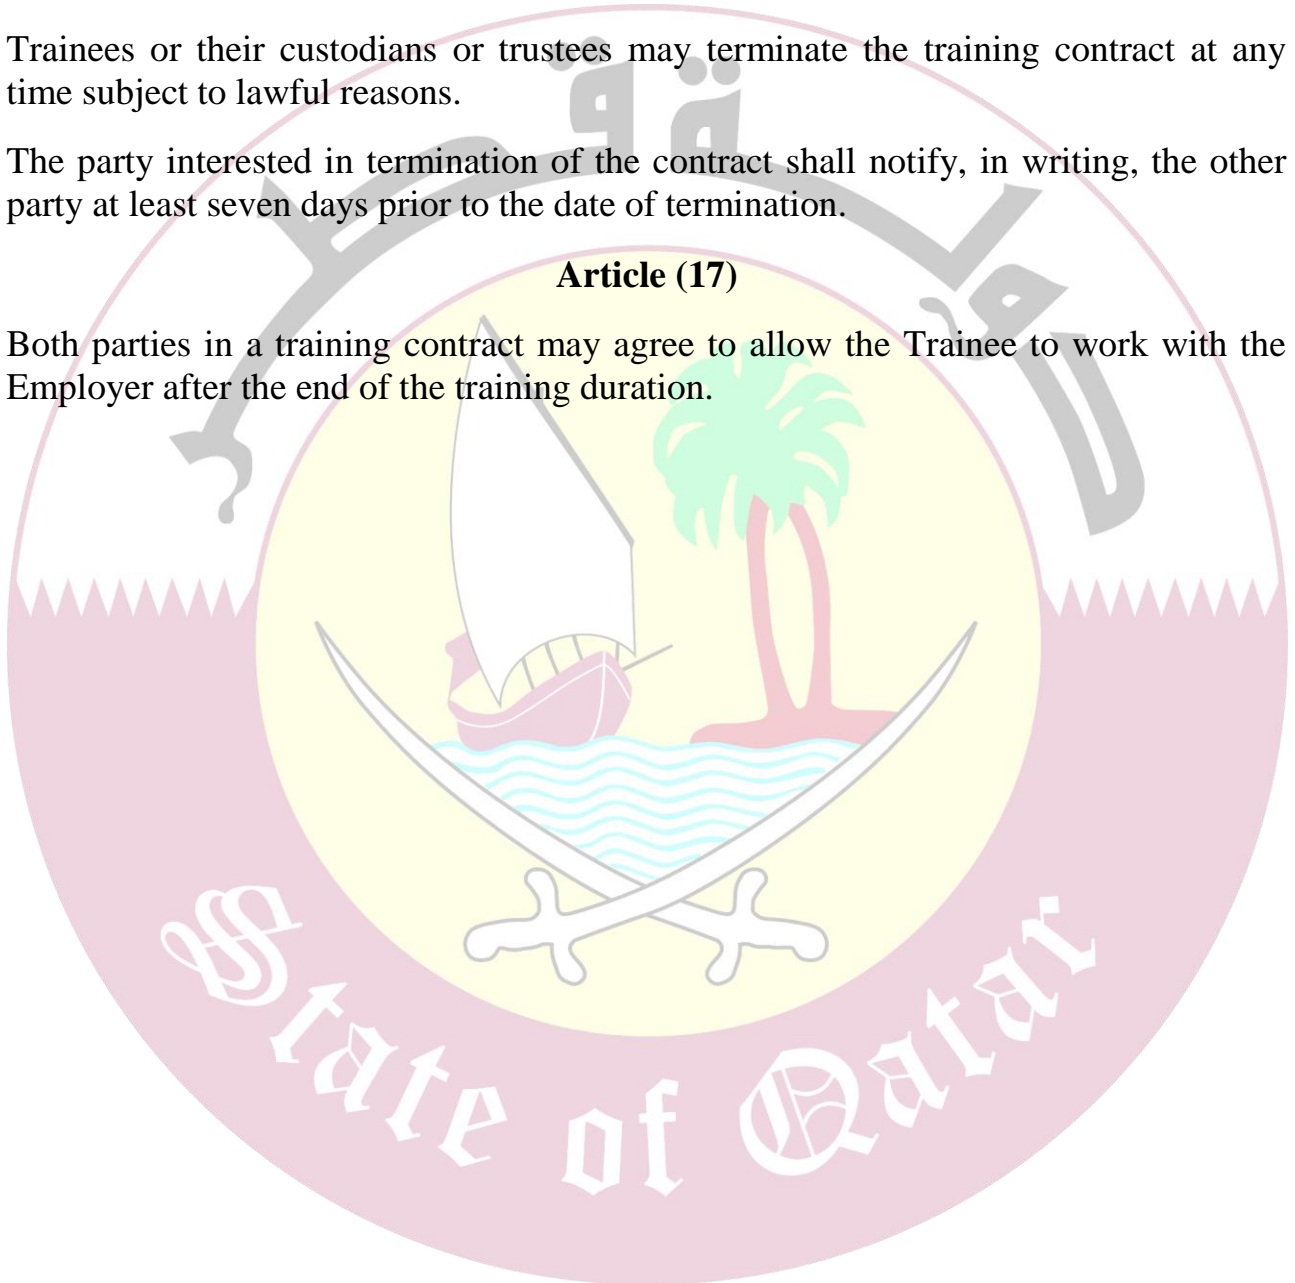 Trainees or their custodians or trustees may terminate the training contract at any
time subject to lawful reasons.
The party interested in termination of the contract shall notify, in writing, the other
party at least seven days prior to the date of termination.
Article (17)
Both parties in a training contract may agree to allow the Trainee to work with the
Employer after the end of the training duration.
دولة قطر
State of Qatar